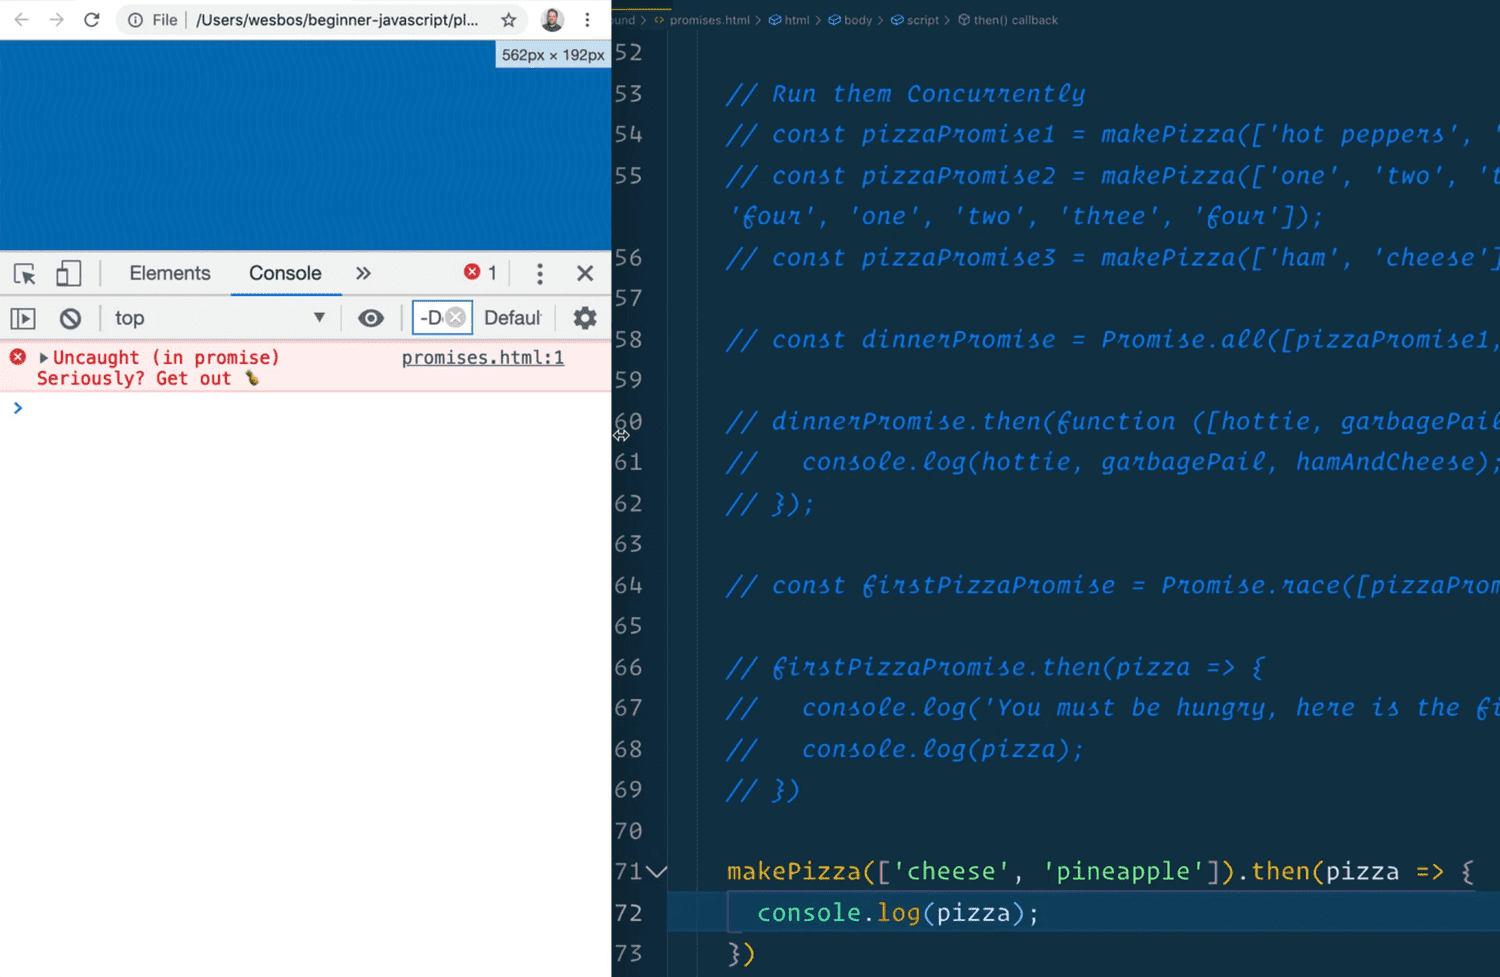 File
/Users/wesbos/beginner-javascript/pl...
562px × 192px
Elements
Console
1
top
-D
Defaul
Uncaught (in promise)
promises.html:1
Seriously? Get out 🍍
und > promises.html > html > body > script > then() callback
52
53 // Run them Concurrently
54 // const pizzaPromise1 = makePizza(['hot peppers', '
55 // const pizzaPromise2 = makePizza(['one', 'two', 't
'four', 'one', 'two', 'three', 'four']);
56 // const pizzaPromise3 = makePizza(['ham', 'cheese']
57
58 // const dinnerPromise = Promise.all([pizzaPromise1,
59
60 // dinnerPromise.then(function ([hottie, garbagePail
61 //   console.log(hottie, garbagePail, hamAndCheese);
62 // });
63
64 // const firstPizzaPromise = Promise.race([pizzaProm
65
66 // firstPizzaPromise.then(pizza => {
67 //   console.log('You must be hungry, here is the fi
68 //   console.log(pizza);
69 // })
70
71 makePizza(['cheese', 'pineapple']).then(pizza => {
72   console.log(pizza);
73 })